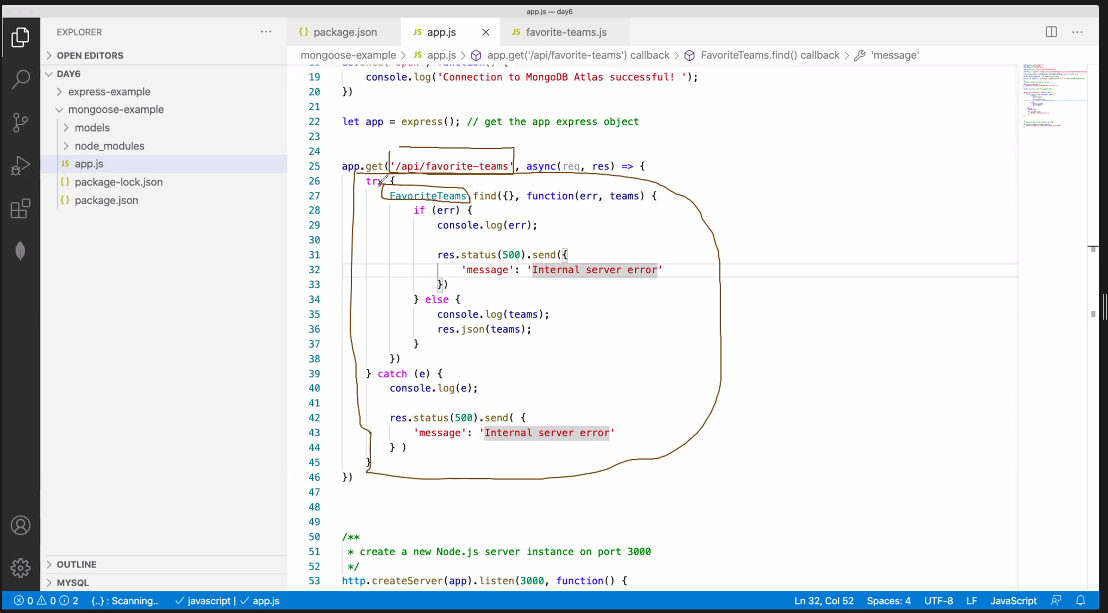 app.js — day6
EXPLORER
OPEN EDITORS
DAY6
express-example
mongoose-example
models
node_modules
JS app.js
package-lock.json
package.json
OUTLINE
MYSQL
package.json
JS app.js
JS favorite-teams.js
mongoose-example > JS app.js > app.get('/api/favorite-teams') callback > FavoriteTeams.find() callback > 'message'
19 console.log('Connection to MongoDB Atlas successful! ');
20 })
21
22 let app = express(); // get the app express object
23
24
25 app.get('/api/favorite-teams', async(req, res) => {
26 try {
27 FavoriteTeams.find({}, function(err, teams) {
28 if (err) {
29 console.log(err);
30
31 res.status(500).send({
32 'message': 'Internal server error'
33 })
34 } else {
35 console.log(teams);
36 res.json(teams);
37 }
38 })
39 } catch (e) {
40 console.log(e);
41
42 res.status(500).send( {
43 'message': 'Internal server error'
44 } )
45 }
46 })
47
48
49
50 /**
51 * create a new Node.js server instance on port 3000
52 */
53 http.createServer(app).listen(3000, function() {
0 0 2 {..} : Scanning.. javascript | app.js Ln 32, Col 52 Spaces: 4 UTF-8 LF JavaScript